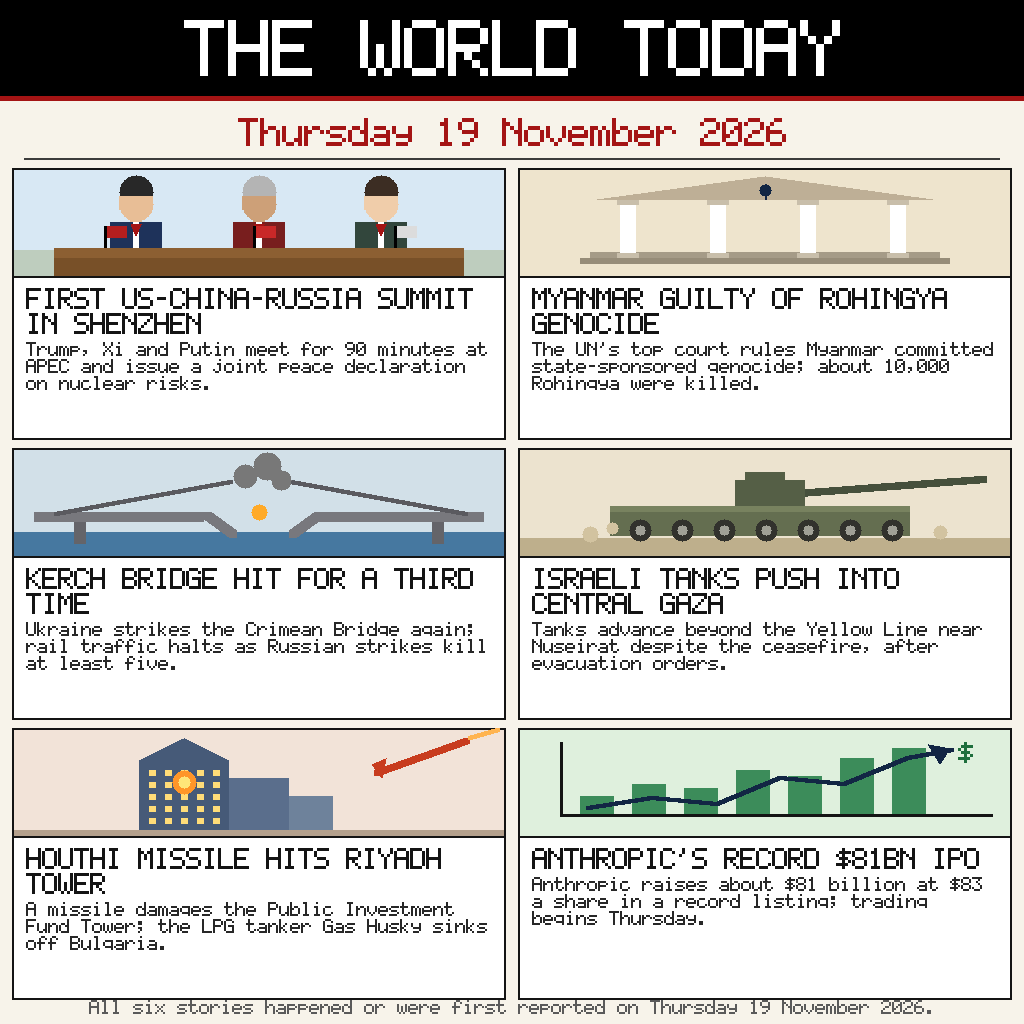 THE WORLD TODAY
Thursday 19 November 2026
FIRST US-CHINA-RUSSIA SUMMIT
IN SHENZHEN
Trump, Xi and Putin meet for 90 minutes at
APEC and issue a joint peace declaration
on nuclear risks.
MYANMAR GUILTY OF ROHINGYA
GENOCIDE
The UN's top court rules Myanmar committed
state-sponsored genocide; about 10,000
Rohingya were killed.
KERCH BRIDGE HIT FOR A THIRD
TIME
Ukraine strikes the Crimean Bridge again;
rail traffic halts as Russian strikes kill
at least five.
ISRAELI TANKS PUSH INTO
CENTRAL GAZA
Tanks advance beyond the Yellow Line near
Nuseirat despite the ceasefire, after
evacuation orders.
HOUTHI MISSILE HITS RIYADH
TOWER
A missile damages the Public Investment
Fund Tower; the LPG tanker Gas Husky sinks
off Bulgaria.
$
ANTHROPIC'S RECORD $81BN IPO
Anthropic raises about $81 billion at $83
a share in a record listing; trading
begins Thursday.
All six stories happened or were first reported on Thursday 19 November 2026.